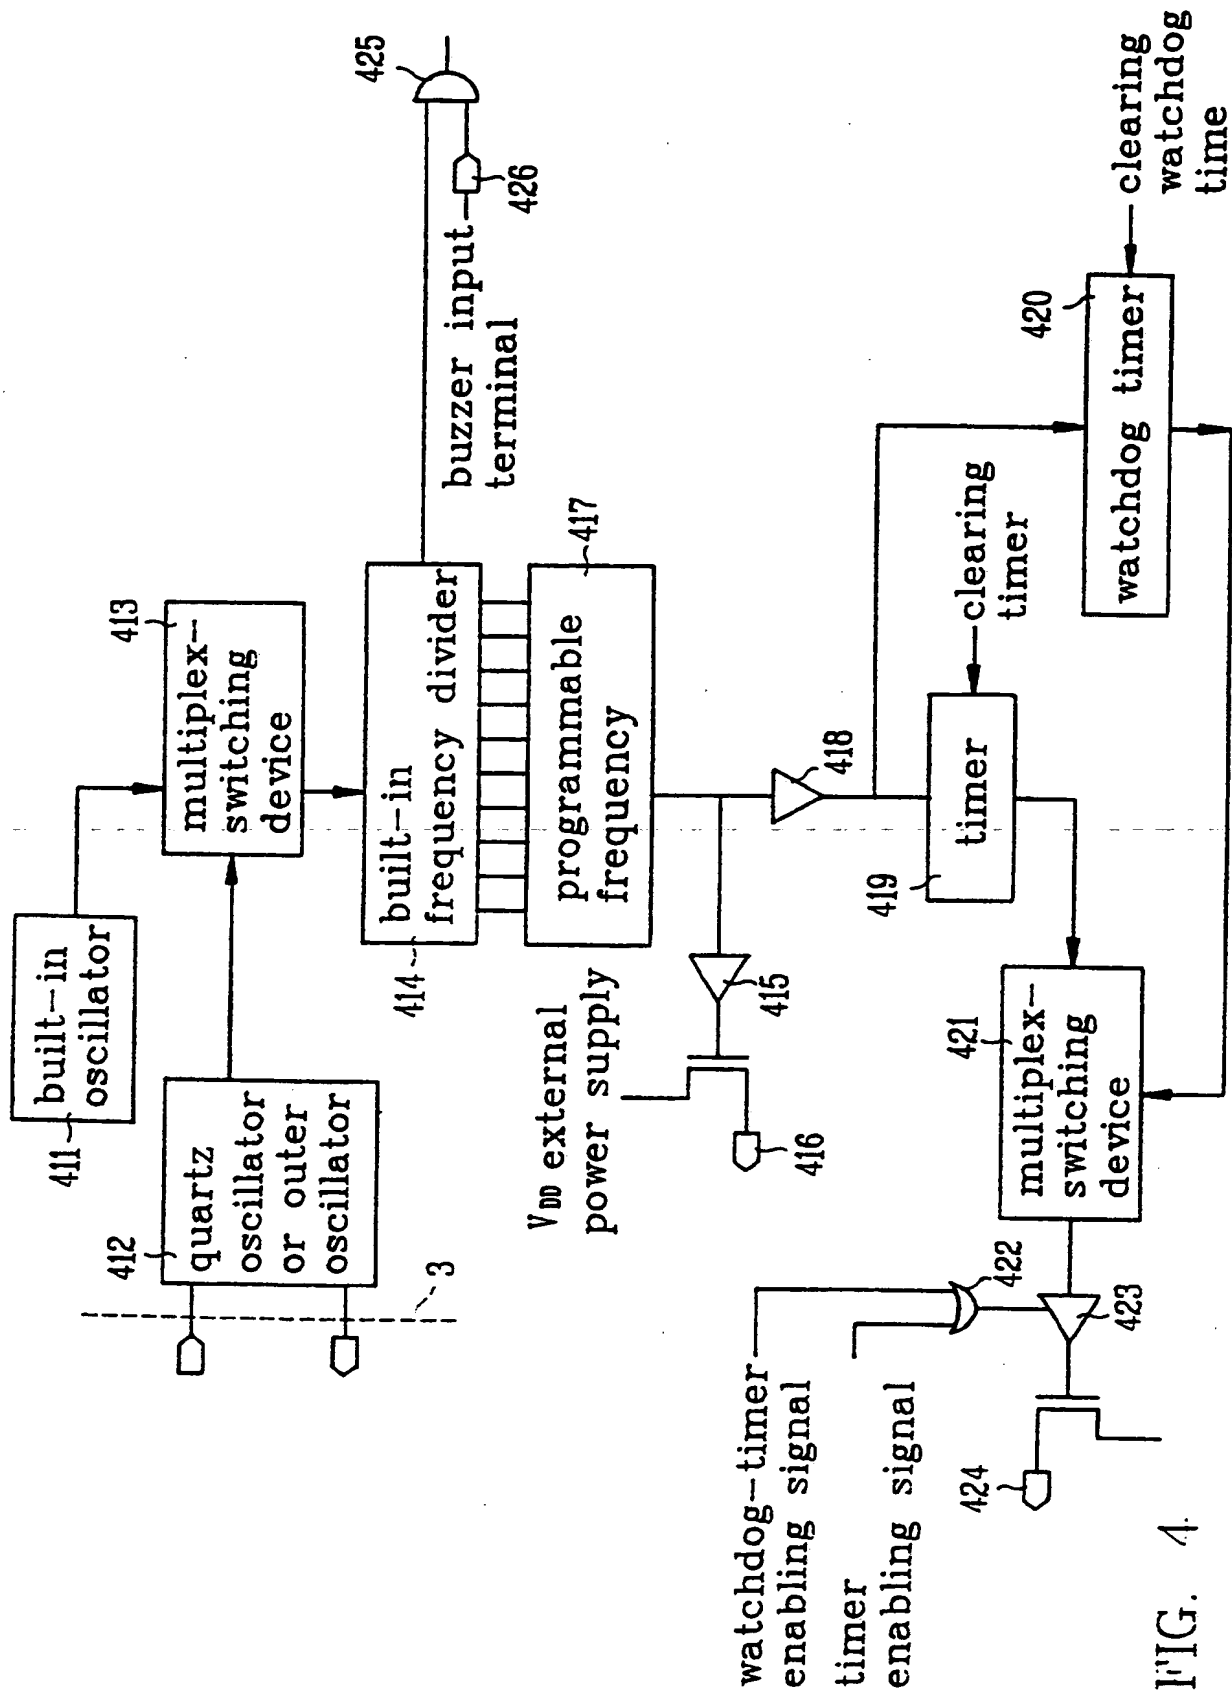 411
built-in
oscillator
412
quartz
oscillator
or outer
oscillator
3
413
multiplex-
switching
device
414
built-in
frequency divider
425
426
buzzer input
terminal
417
programmable
frequency
VDD external
power supply
415
416
418
419
timer
clearing
timer
420
watchdog timer
clearing
watchdog
time
421
multiplex-
switching
device
422
423
424
watchdog-timer
enabling signal
timer
enabling signal
FIG. 4